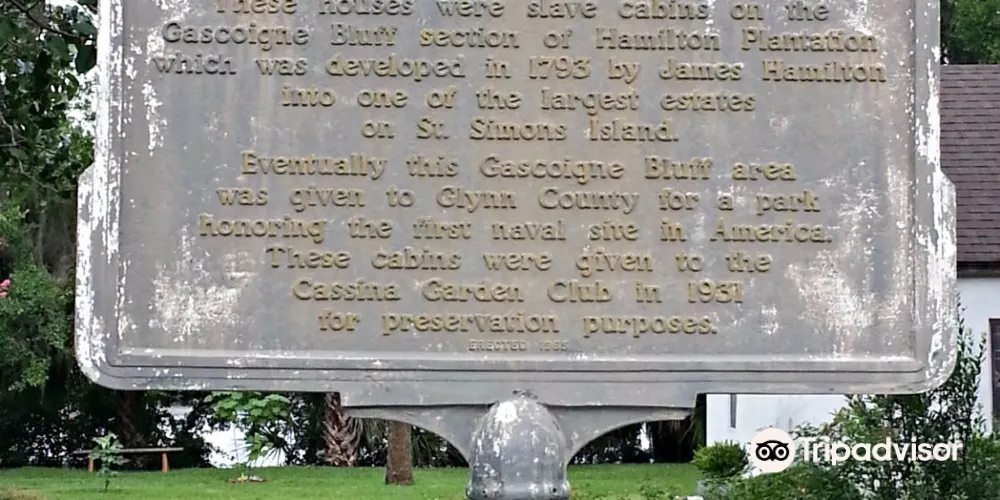 These houses were slave cabins on the
Gascoigne Bluff section of Hamilton Plantation
which was developed in 1793 by James Hamilton
into one of the largest estates
on St. Simons Island.
Eventually this Gascoigne Bluff area
was given to Glynn County for a park
honoring the first naval site in America.
These cabins were given to the
Cassina Garden Club in 1931
for preservation purposes.
ERECTED
Tripadvisor